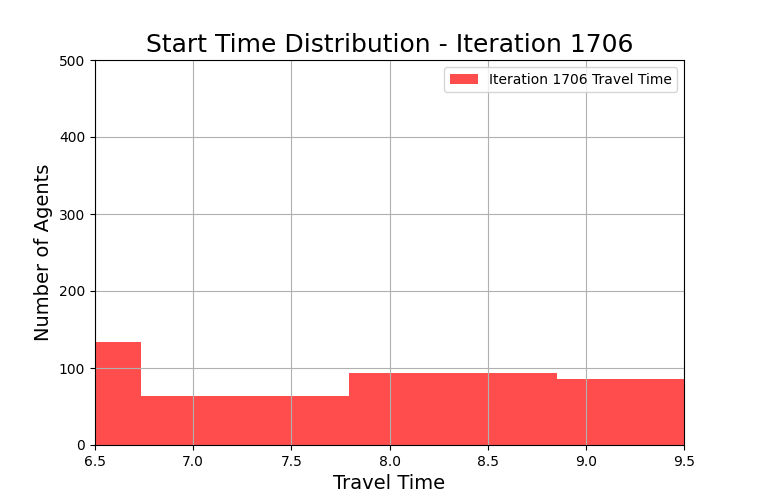 Start Time Distribution - Iteration 1706
Iteration 1706 Travel Time
Number of Agents
500
400
300
200
100
0
6.5 7.0 7.5 8.0 8.5 9.0 9.5
Travel Time